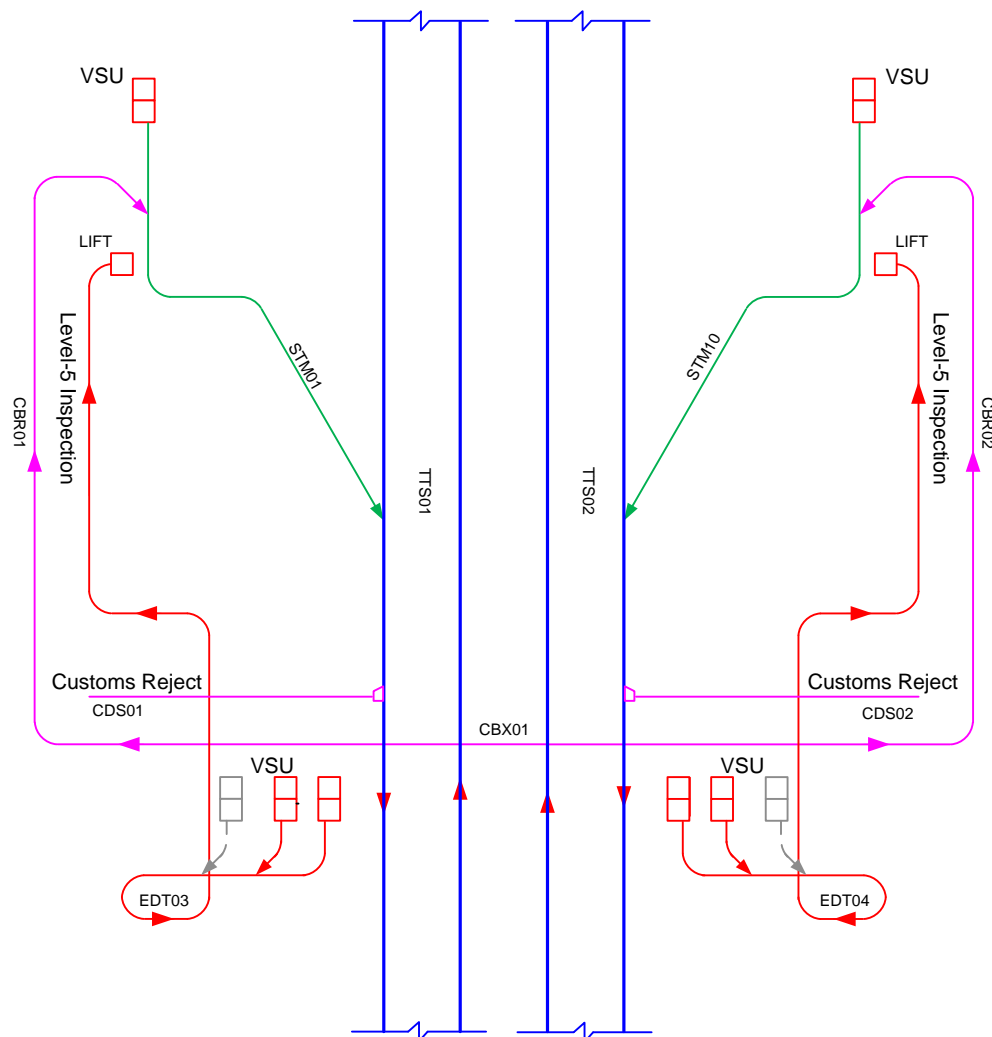 VSU
VSU
LIFT
LIFT
Level-5 Inspection
Level-5 Inspection
STM01
STM10
CBR01
CBR02
TTS01
TTS02
Customs Reject
Customs Reject
CDS01
CDS02
CBX01
VSU
VSU
EDT03
EDT04